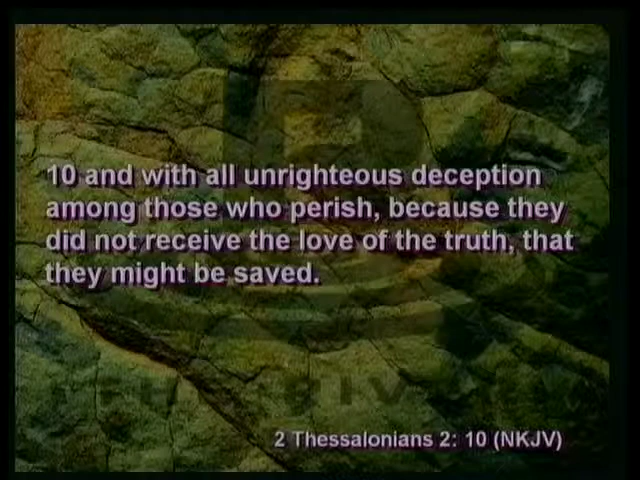 10 and with all unrighteous deception
among those who perish, because they
did not receive the love of the truth, that
they might be saved.
2 Thessalonians 2: 10 (NKJV)